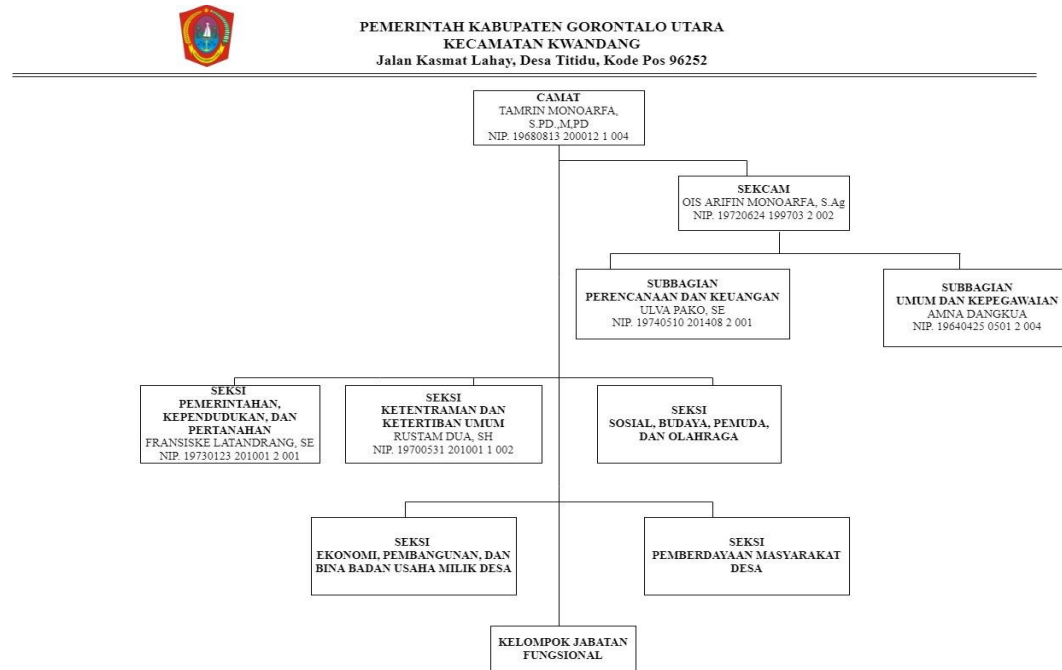 PEMERINTAH KABUPATEN GORONTALO UTARA
KECAMATAN KWANDANG
Jalan Kasmat Lahay, Desa Titidu, Kode Pos 96252
CAMAT
TAMRIN MONOARFA,
S.PD.,M,PD
NIP. 19680813 200012 1 004
SEKCAM
OIS ARIFIN MONOARFA, S.Ag
NIP. 19720624 199703 2 002
SUBBAGIAN
PERENCANAAN DAN KEUANGAN
ULVA PAKO, SE
NIP. 19740510 201408 2 001
SUBBAGIAN
UMUM DAN KEPEGAWAIAN
AMNA DANGKUA
NIP. 19640425 0501 2 004
SEKSI
PEMERINTAHAN,
KEPENDUDUKAN, DAN
PERTANAHAN
FRANSISKE LATANDRANG, SE
NIP. 19730123 201001 2 001
SEKSI
KETENTRAMAN DAN
KETERTIBAN UMUM
RUSTAM DUA, SH
NIP. 19700531 201001 1 002
SEKSI
SOSIAL, BUDAYA, PEMUDA,
DAN OLAHRAGA
SEKSI
EKONOMI, PEMBANGUNAN, DAN
BINA BADAN USAHA MILIK DESA
SEKSI
PEMBERDAYAAN MASYARAKAT
DESA
KELOMPOK JABATAN
FUNGSIONAL